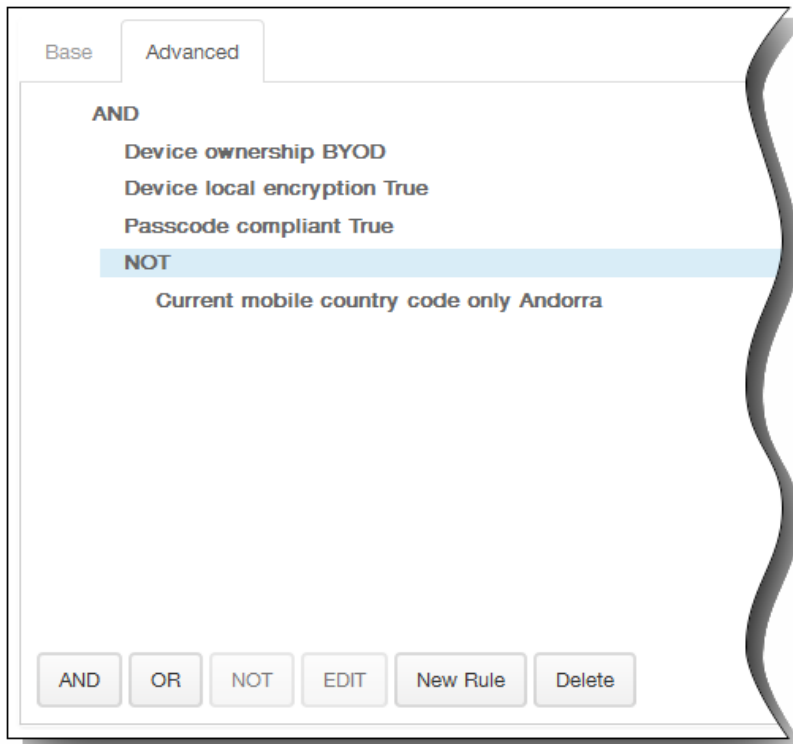 Base Advanced
AND
Device ownership BYOD
Device local encryption True
Passcode compliant True
NOT
Current mobile country code only Andorra
AND OR NOT EDIT New Rule Delete